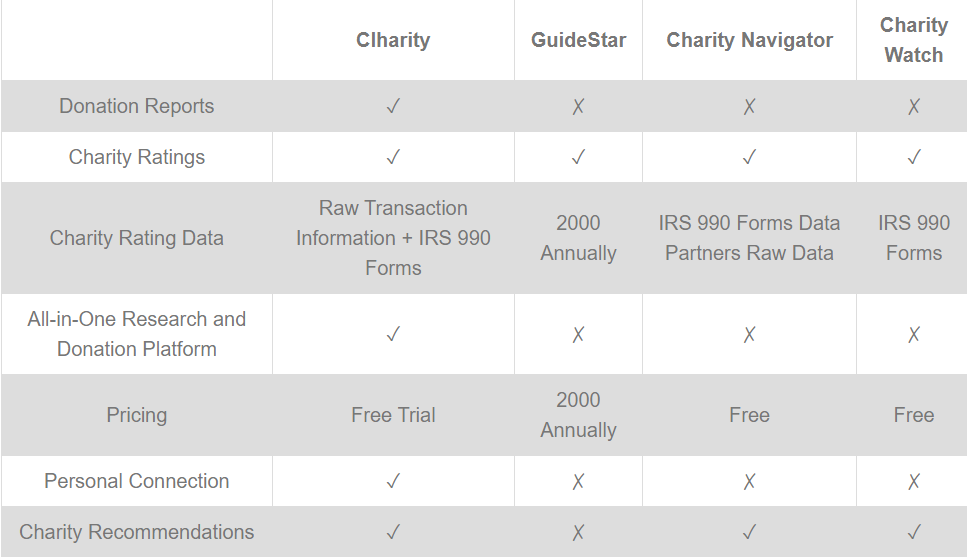 Clharity GuideStar Charity Navigator Charity
Watch
Donation Reports ✓ ✗ ✗ ✗
Charity Ratings ✓ ✓ ✓ ✓
Charity Rating Data
Raw Transaction
Information + IRS 990
Forms
2000
Annually
IRS 990 Forms Data
Partners Raw Data
IRS 990
Forms
All-in-One Research and
Donation Platform
✓ ✗ ✗ ✗
Pricing
Free Trial
2000
Annually
Free
Free
Personal Connection ✓ ✗ ✗ ✗
Charity Recommendations ✓ ✗ ✓ ✓